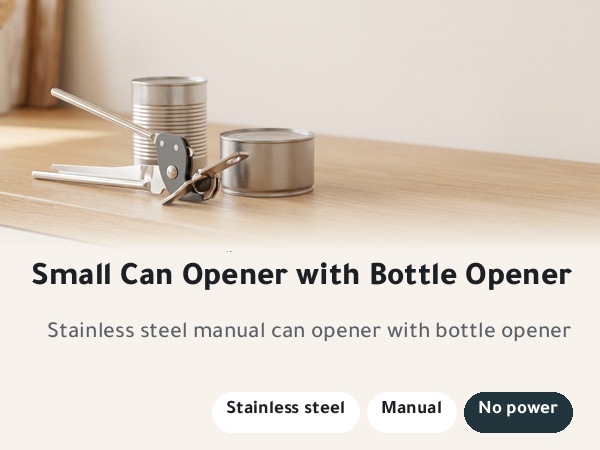 Small Can Opener with Bottle Opener
Stainless steel manual can opener with bottle opener
Stainless steel
Manual
No power